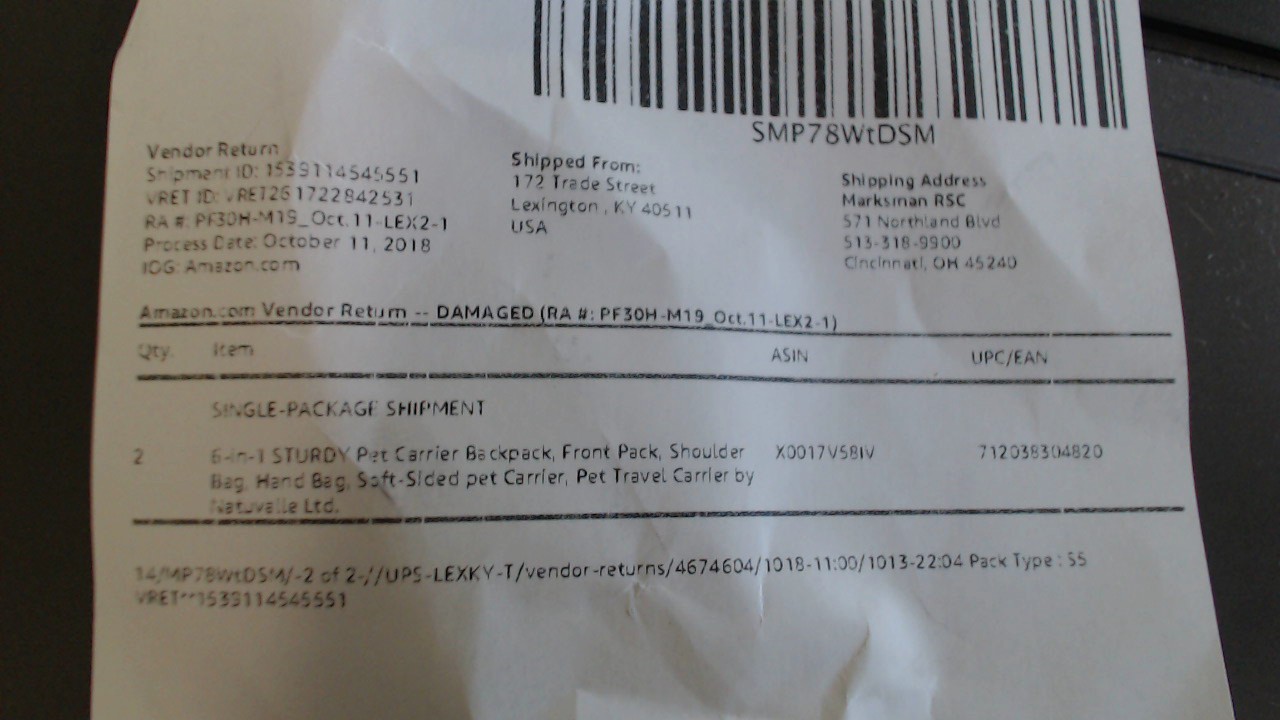 SMP78WtDSM
Vendor Return
Shipment ID: 1539114545551
VRET ID: VRET261722842531
RA #: PF30H-M19_Oct.11-LEX2-1
Process Date: October 11, 2018
IOG: Amazon.com
Shipped From:
172 Trade Street
Lexington , KY 40511
USA
Shipping Address
Marksman RSC
571 Northland Blvd
513-318-9900
Cincinnati, OH 45240
Amazon.com Vendor Return -- DAMAGED (RA #: PF30H-M19_Oct.11-LEX2-1)
Qty. Item ASIN UPC/EAN
SINGLE-PACKAGE SHIPMENT
2 6-in-1 STURDY Pet Carrier Backpack, Front Pack, Shoulder X0017V58IV 712038304820
Bag, Hand Bag, Soft-Sided pet Carrier, Pet Travel Carrier by
Natuvalle Ltd.
14/MP78WtDSM/-2 of 2-//UPS-LEXKY-T/vendor-returns/4674604/1018-11:00/1013-22:04 Pack Type : S5
VRET**1539114545551